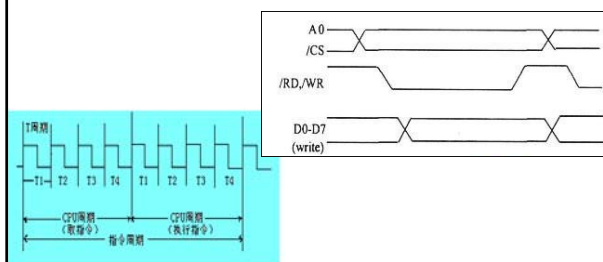 A0
/CS
/RD,/WR
D0-D7
(write)
T周期
T1 T2 T3 T4 T1 T2 T3 T4
CPU周期 CPU周期
(取指令) (执行指令)
指令周期